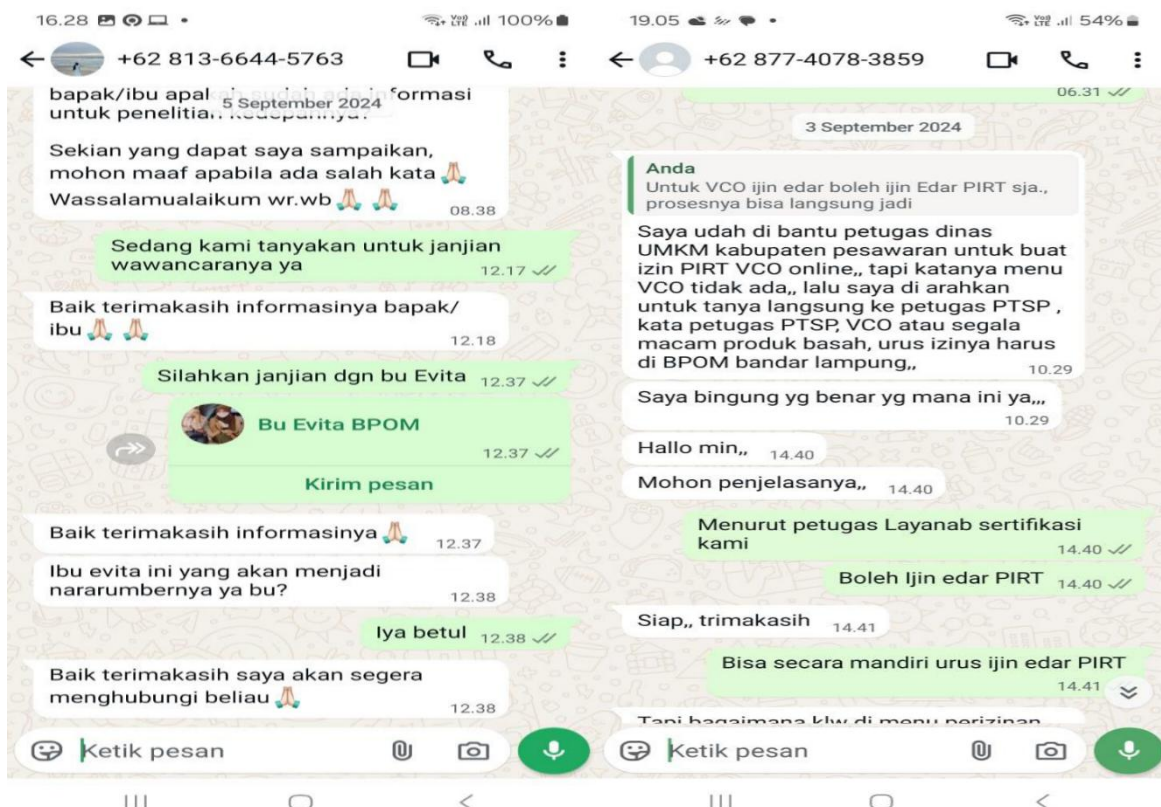 16.28
100%
+62 813-6644-5763
5 September 2024
bapak/ibu informasi
untuk penelitian
Sekian yang dapat saya sampaikan,
mohon maaf apabila ada salah kata 🙏🏻
Wassalamualaikum wr.wb 🙏🏻 🙏🏻
08.38
Sedang kami tanyakan untuk janjian
wawancaranya ya
12.17
Baik terimakasih informasinya bapak/
ibu 🙏🏻 🙏🏻
12.18
Silahkan janjian dgn bu Evita 12.37
Bu Evita BPOM
12.37
Kirim pesan
Baik terimakasih informasinya 🙏🏻
12.37
Ibu evita ini yang akan menjadi
nararumbernya ya bu?
12.38
Iya betul 12.38
Baik terimakasih saya akan segera
menghubungi beliau 🙏🏻
12.38
Ketik pesan
19.05
54%
+62 877-4078-3859
06.31
3 September 2024
Anda
Untuk VCO ijin edar boleh ijin Edar PIRT sja.,
prosesnya bisa langsung jadi
Saya udah di bantu petugas dinas
UMKM kabupaten pesawaran untuk buat
izin PIRT VCO online,, tapi katanya menu
VCO tidak ada,, lalu saya di arahkan
untuk tanya langsung ke petugas PTSP ,
kata petugas PTSP, VCO atau segala
macam produk basah, urus izinya harus
di BPOM bandar lampung,,
10.29
Saya bingung yg benar yg mana ini ya,,,
10.29
Hallo min,, 14.40
Mohon penjelasanya,, 14.40
Menurut petugas Layanab sertifikasi
kami
14.40
Boleh Ijin edar PIRT 14.40
Siap,, trimakasih 14.41
Bisa secara mandiri urus ijin edar PIRT
14.41
Tapi bagaimana klw di menu perizinan
Ketik pesan